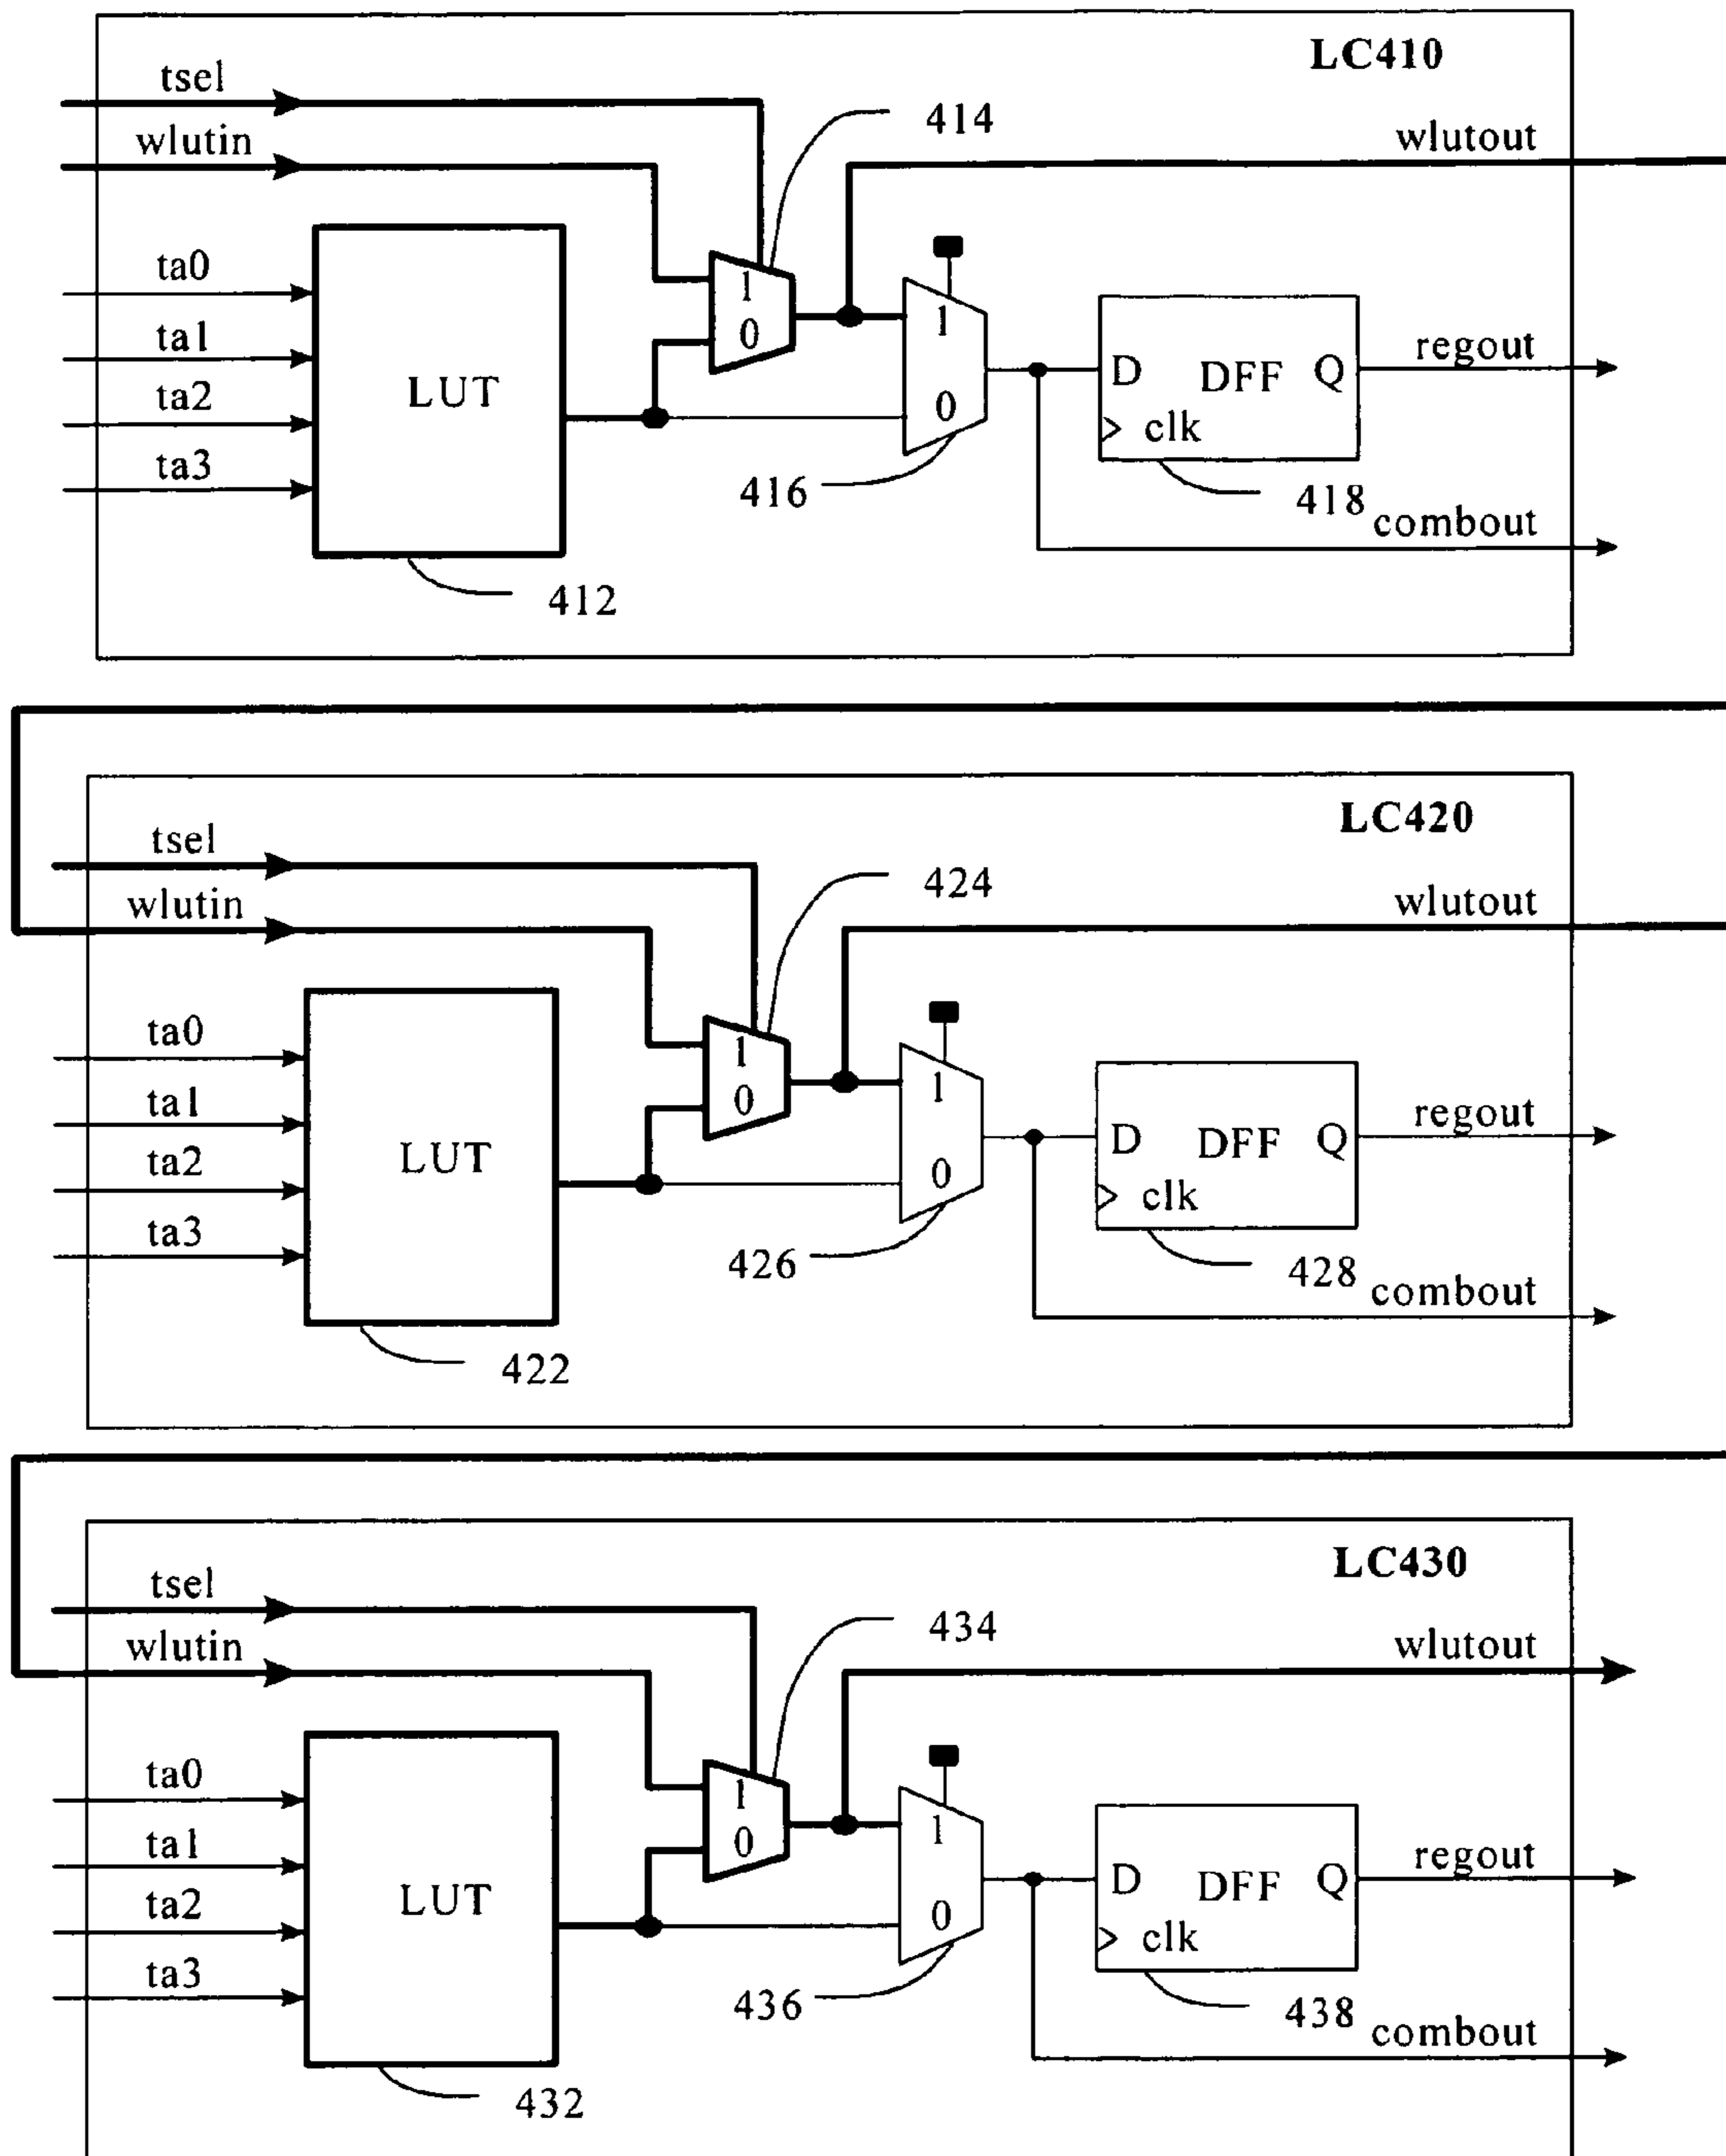 LC410
tsel
414
wlutin
wlutout
ta0
ta1
ta2
ta3
LUT
1
0
1
0
D DFF Q
clk
regout
416
418
combout
412
LC420
tsel
424
wlutin
wlutout
ta0
ta1
ta2
ta3
LUT
1
0
1
0
D DFF Q
clk
regout
426
428
combout
422
LC430
tsel
434
wlutin
wlutout
ta0
ta1
ta2
ta3
LUT
1
0
1
0
D DFF Q
clk
regout
436
438
combout
432